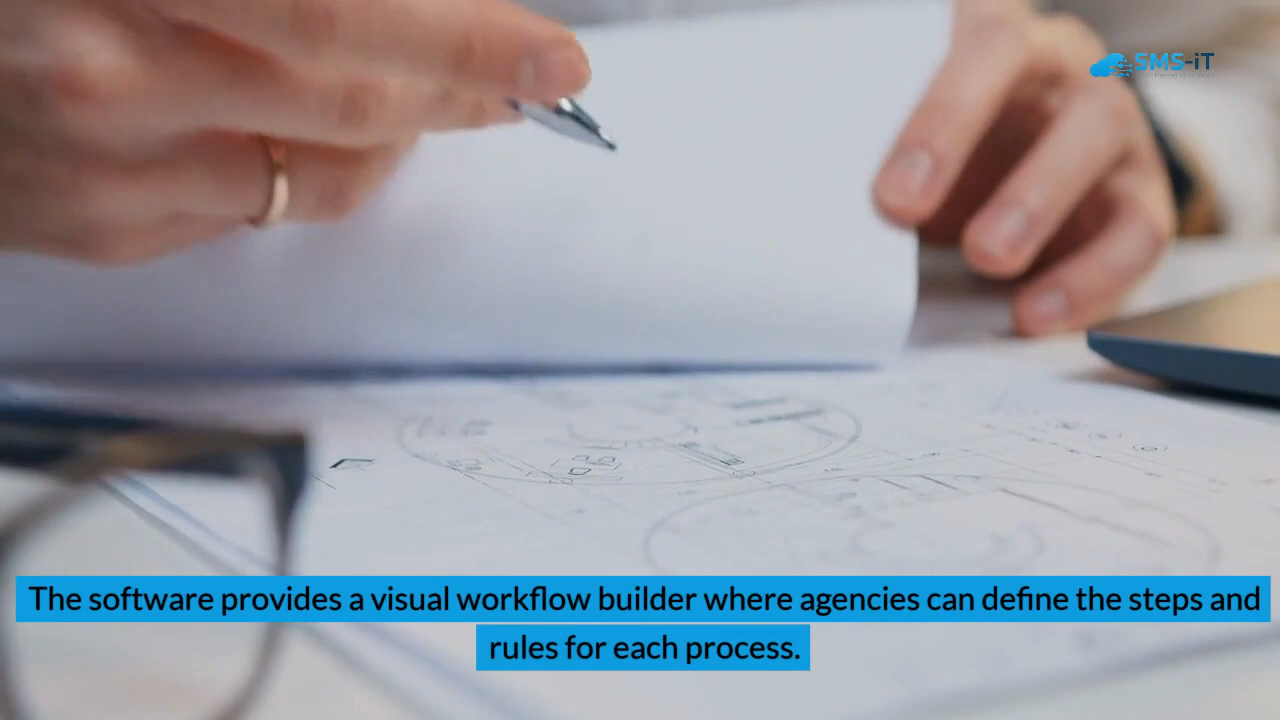 SMS-iT
The software provides a visual workflow builder where agencies can define the steps and
rules for each process.